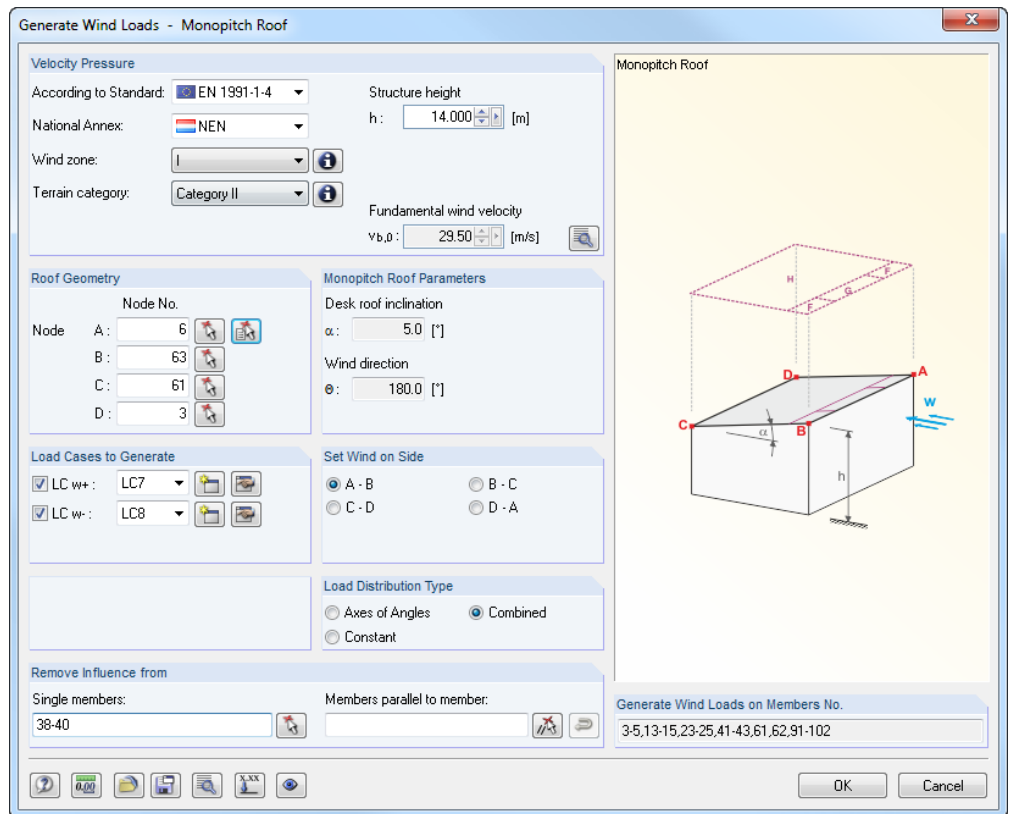 Generate Wind Loads - Monopitch Roof
Velocity Pressure
According to Standard: EN 1991-1-4
National Annex: NEN
Wind zone: I
Terrain category: Category II
Structure height
h : 14.000 [m]
Fundamental wind velocity
vb,0 : 29.50 [m/s]
Roof Geometry
Node No.
Node A : 6
B : 63
C : 61
D : 3
Monopitch Roof Parameters
Desk roof inclination
α : 5.0 [°]
Wind direction
Θ : 180.0 [°]
Load Cases to Generate
LC w+ : LC7
LC w- : LC8
Set Wind on Side
A - B B - C
C - D D - A
Load Distribution Type
Axes of Angles Combined
Constant
Remove Influence from
Single members:
38-40
Members parallel to member:
0.00
x.xx
Monopitch Roof
H
F
G
F
D
A
W
C
α
B
h
Generate Wind Loads on Members No.
3-5,13-15,23-25,41-43,61,62,91-102
OK Cancel